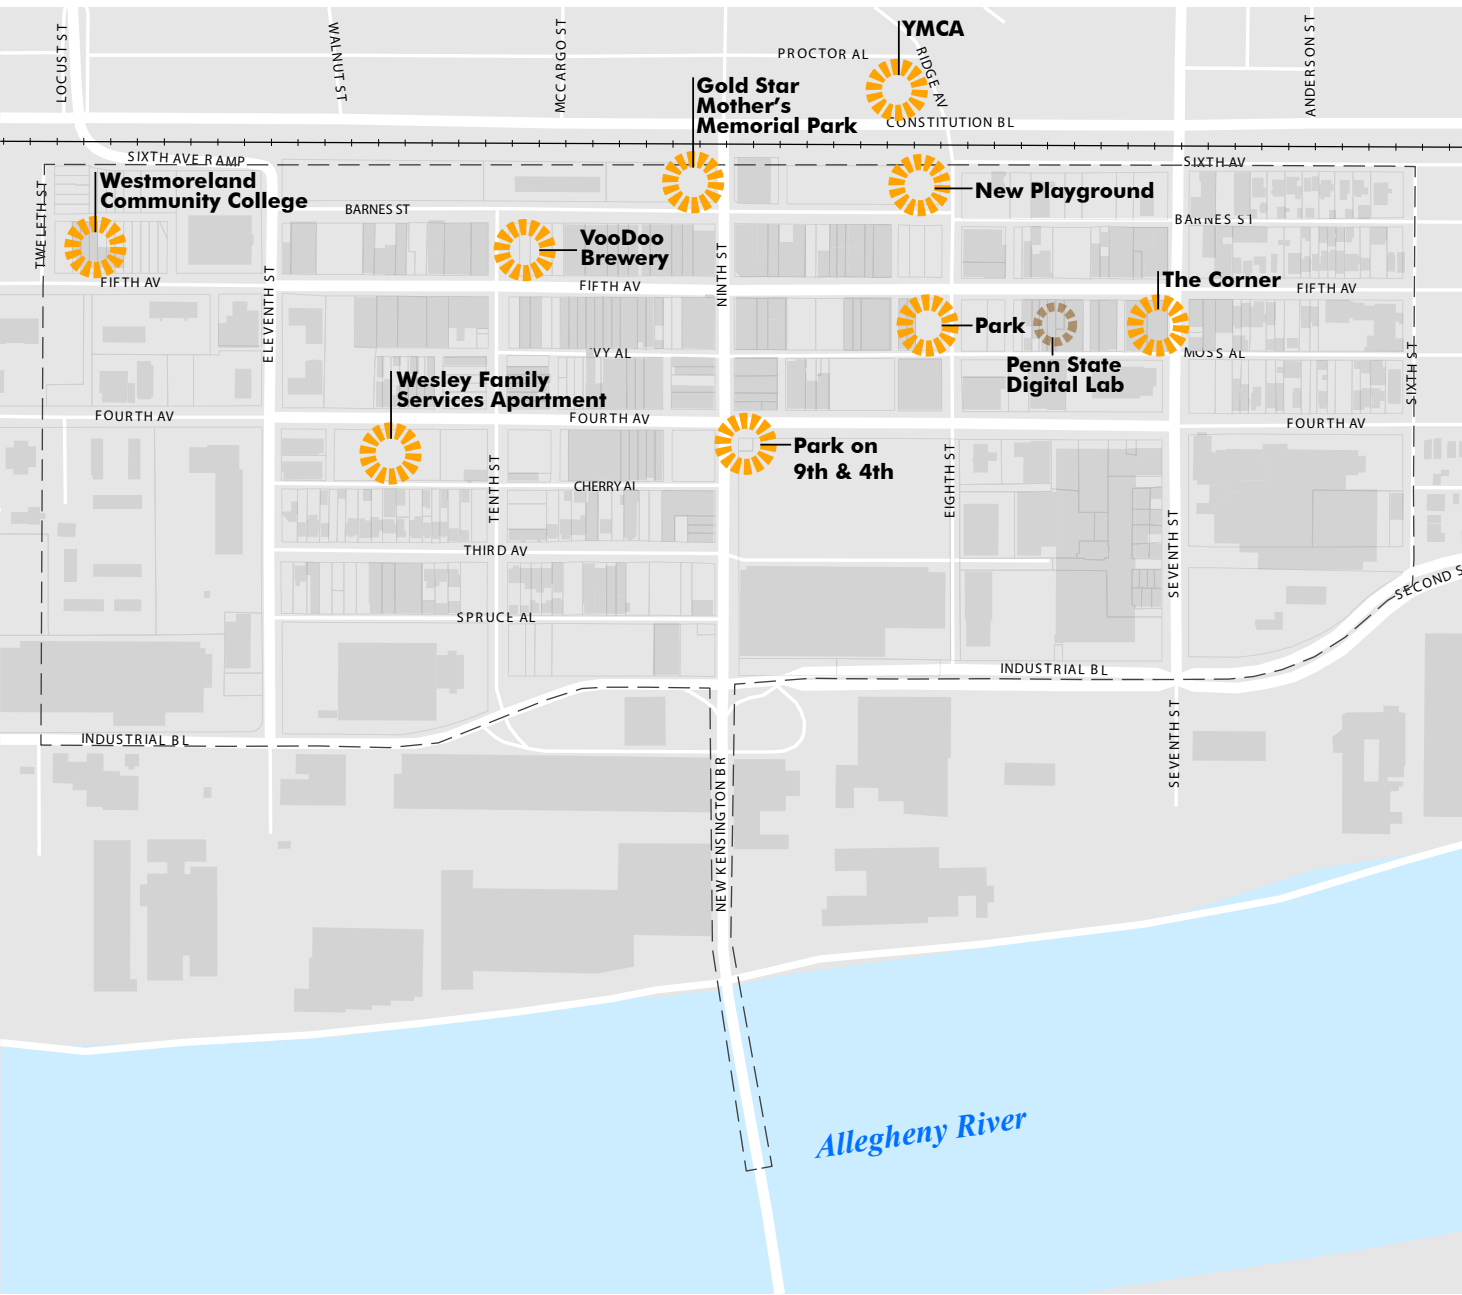 YMCA
LOCUST ST
WALNUT ST
MCCARGO ST
PROCTOR AL
RIDGE AV
ANDERSON ST
Gold Star
Mother's
Memorial Park
CONSTITUTION BL
SIXTH AVE RAMP
SIXTH AV
TWELFTH ST
Westmoreland
Community College
BARNES ST
New Playground
BARNES ST
VooDoo
Brewery
NINTH ST
ELEVENTH ST
FIFTH AV
FIFTH AV
The Corner
FIFTH AV
Park
Penn State
Digital Lab
MOSS AL
SIXTH ST
Wesley Family
Services Apartment
FOURTH AV
FOURTH AV
FOURTH AV
Park on
9th & 4th
TENTH ST
EIGHTH ST
CHERRY AL
SEVENTH ST
THIRD AV
SECOND S
SPRUCE AL
INDUSTRIAL BL
INDUSTRIAL BL
SEVENTH ST
NEW KENSINGTON BR
Allegheny River